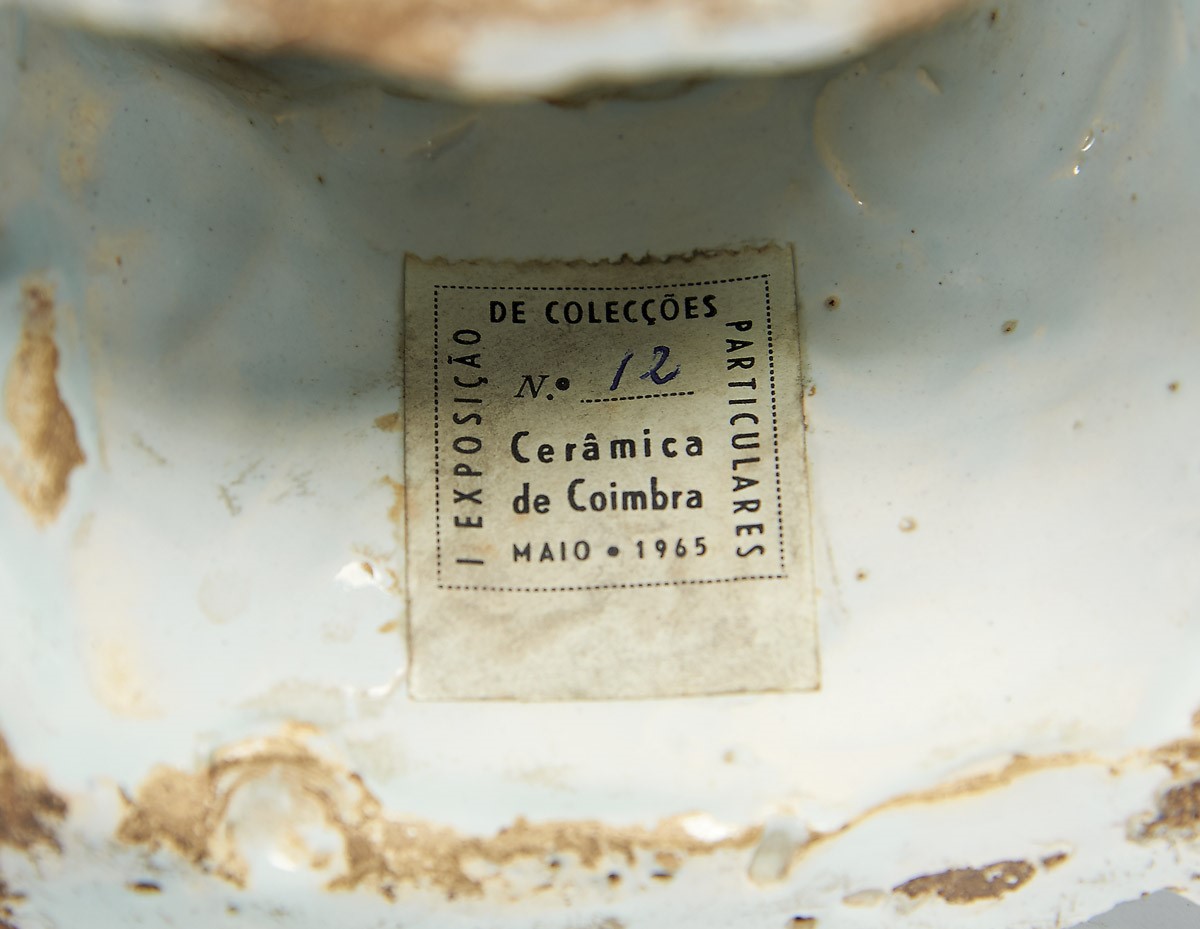 I EXPOSIÇÃO
DE COLECÇÕES
PARTICULARES
N.º 12
Cerâmica
de Coimbra
MAIO • 1965